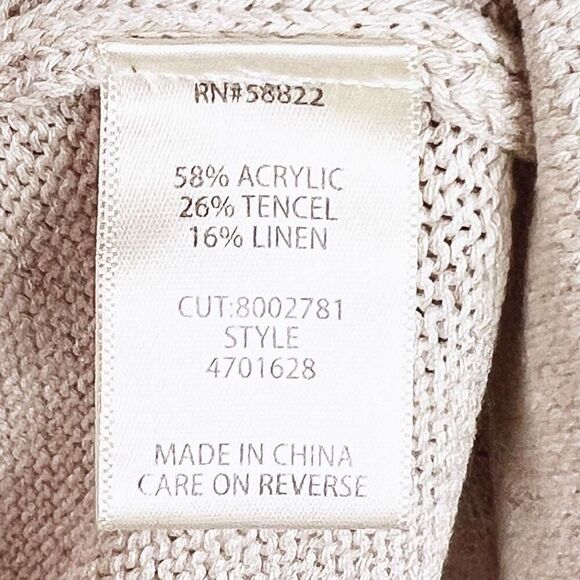 RN#58822
58% ACRYLIC
26% TENCEL
16% LINEN
CUT:8002781
STYLE
4701628
MADE IN CHINA
CARE ON REVERSE